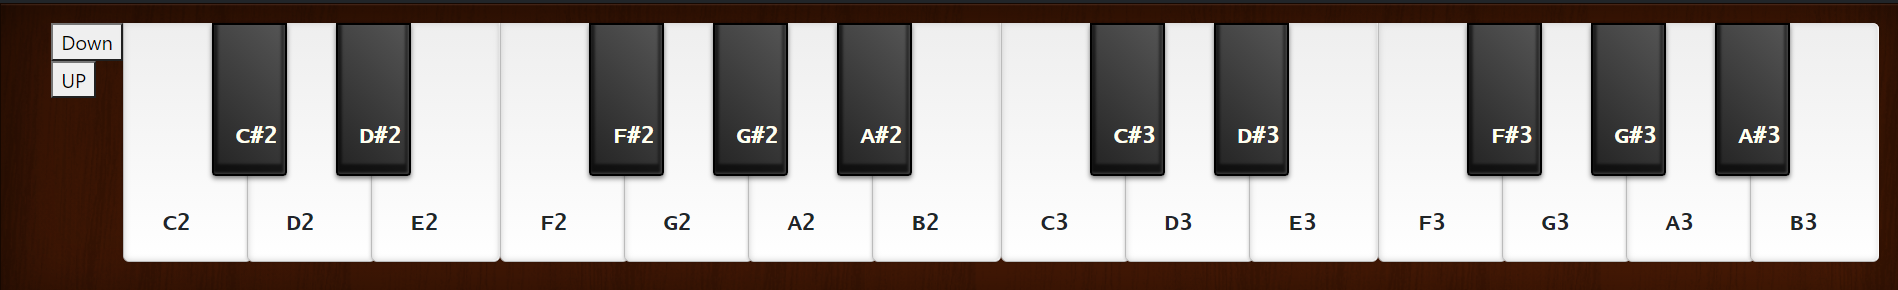 Down
UP
C#2 D#2 F#2 G#2 A#2 C#3 D#3 F#3 G#3 A#3
C2 D2 E2 F2 G2 A2 B2 C3 D3 E3 F3 G3 A3 B3